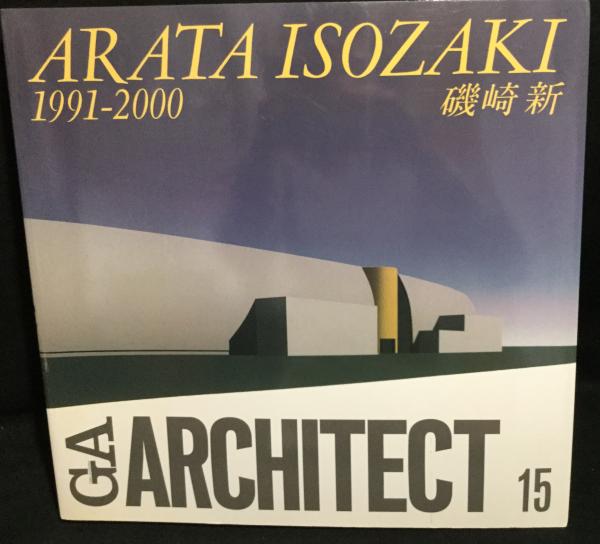 ARATA ISOZAKI
1991-2000
磯崎 新
GA ARCHITECT 15